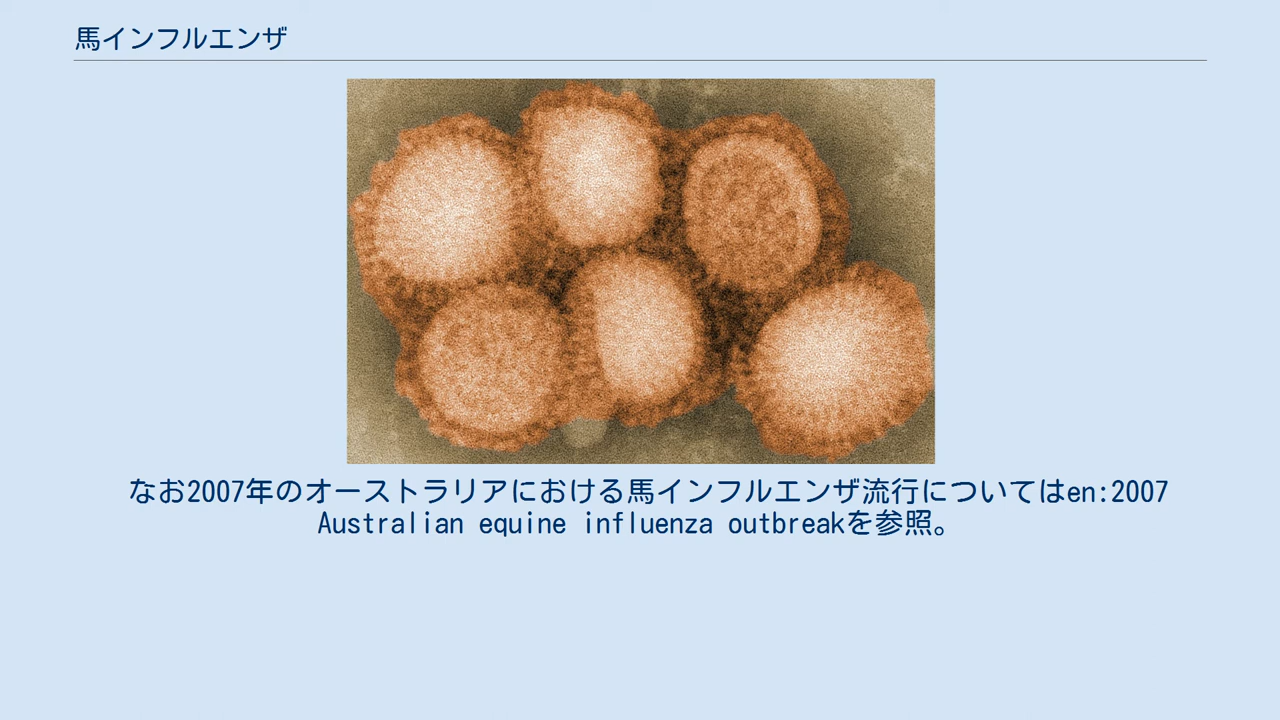 馬インフルエンザ
なお2007年のオーストラリアにおける馬インフルエンザ流行についてはen:2007
Australian equine influenza outbreakを参照。